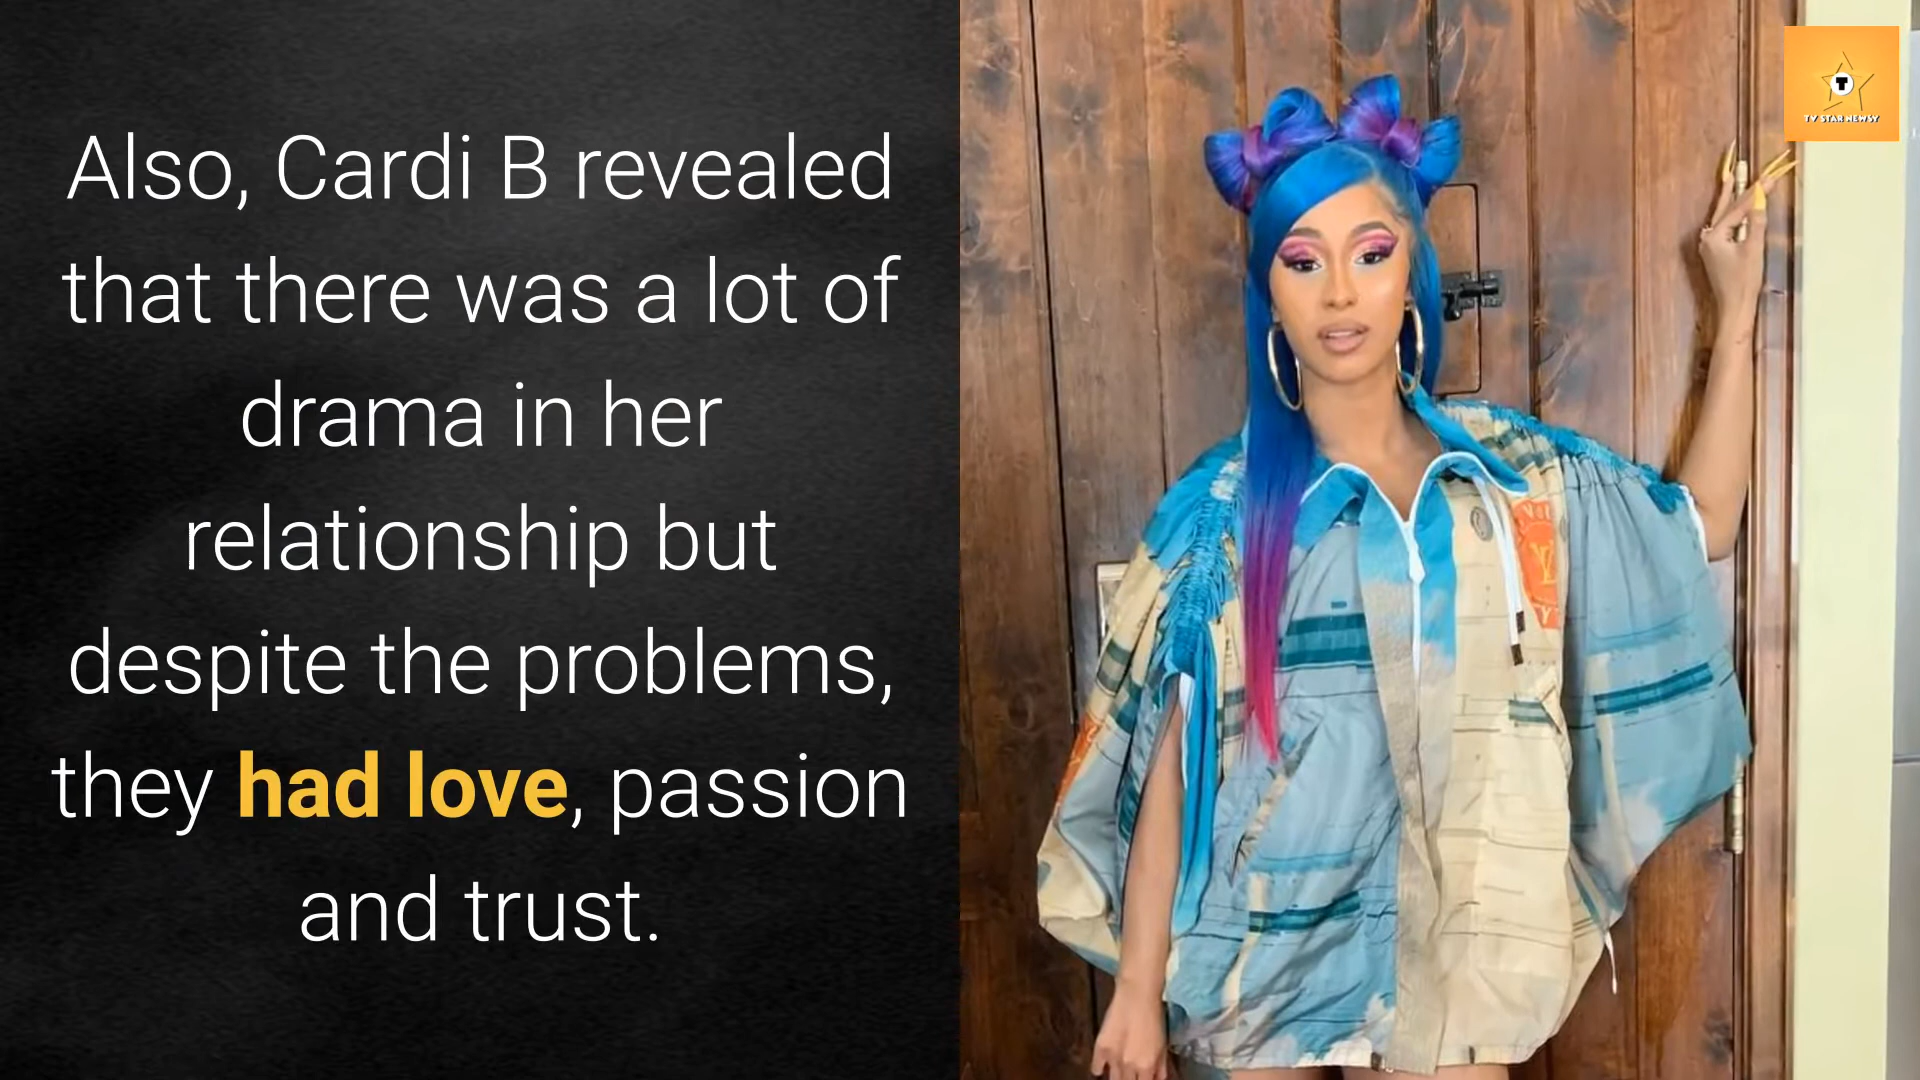 Also, Cardi B revealed
that there was a lot of
drama in her
relationship but
despite the problems,
they had love, passion
and trust.
T
TV STAR NEWSY